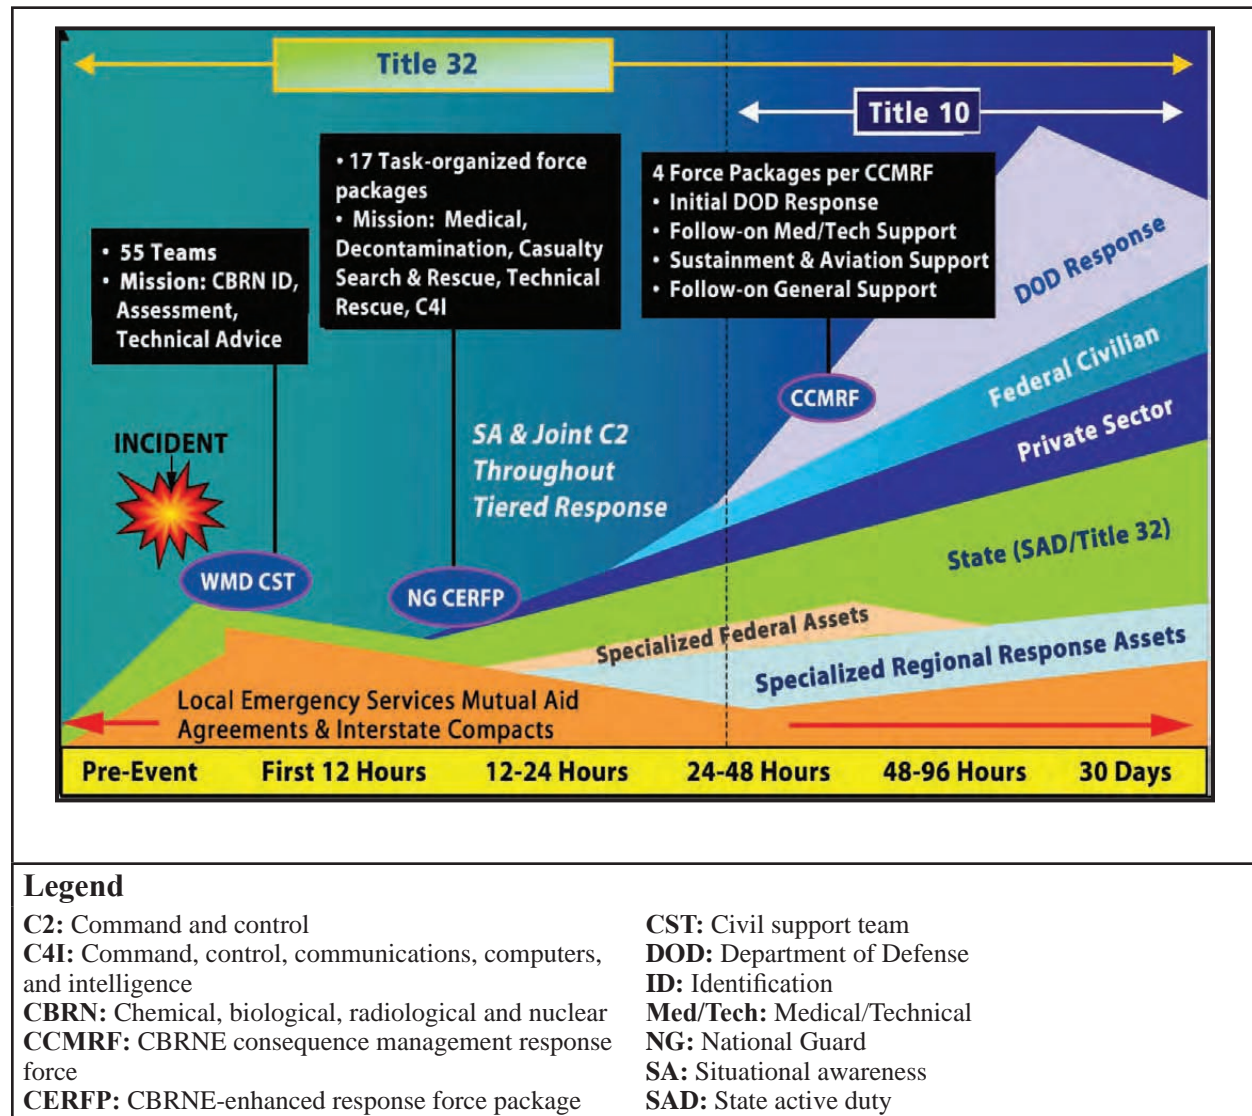 Title 32
Title 10
• 17 Task-organized force
packages
• Mission: Medical,
Decontamination, Casualty
Search & Rescue, Technical
Rescue, C4I
4 Force Packages per CCMRF
• Initial DOD Response
• Follow-on Med/Tech Support
• Sustainment & Aviation Support
• Follow-on General Support
• 55 Teams
• Mission: CBRN ID,
Assessment,
Technical Advice
DOD Response
Federal Civilian
CCMRF
Private Sector
INCIDENT
SA & Joint C2
Throughout
Tiered Response
State (SAD/Title 32)
WMD CST
NG CERFP
Specialized Federal Assets
Specialized Regional Response Assets
Local Emergency Services Mutual Aid
Agreements & Interstate Compacts
Pre-Event First 12 Hours 12-24 Hours 24-48 Hours 48-96 Hours 30 Days
Legend
C2: Command and control
C4I: Command, control, communications, computers,
and intelligence
CBRN: Chemical, biological, radiological and nuclear
CCMRF: CBRNE consequence management response
force
CERFP: CBRNE-enhanced response force package
CST: Civil support team
DOD: Department of Defense
ID: Identification
Med/Tech: Medical/Technical
NG: National Guard
SA: Situational awareness
SAD: State active duty